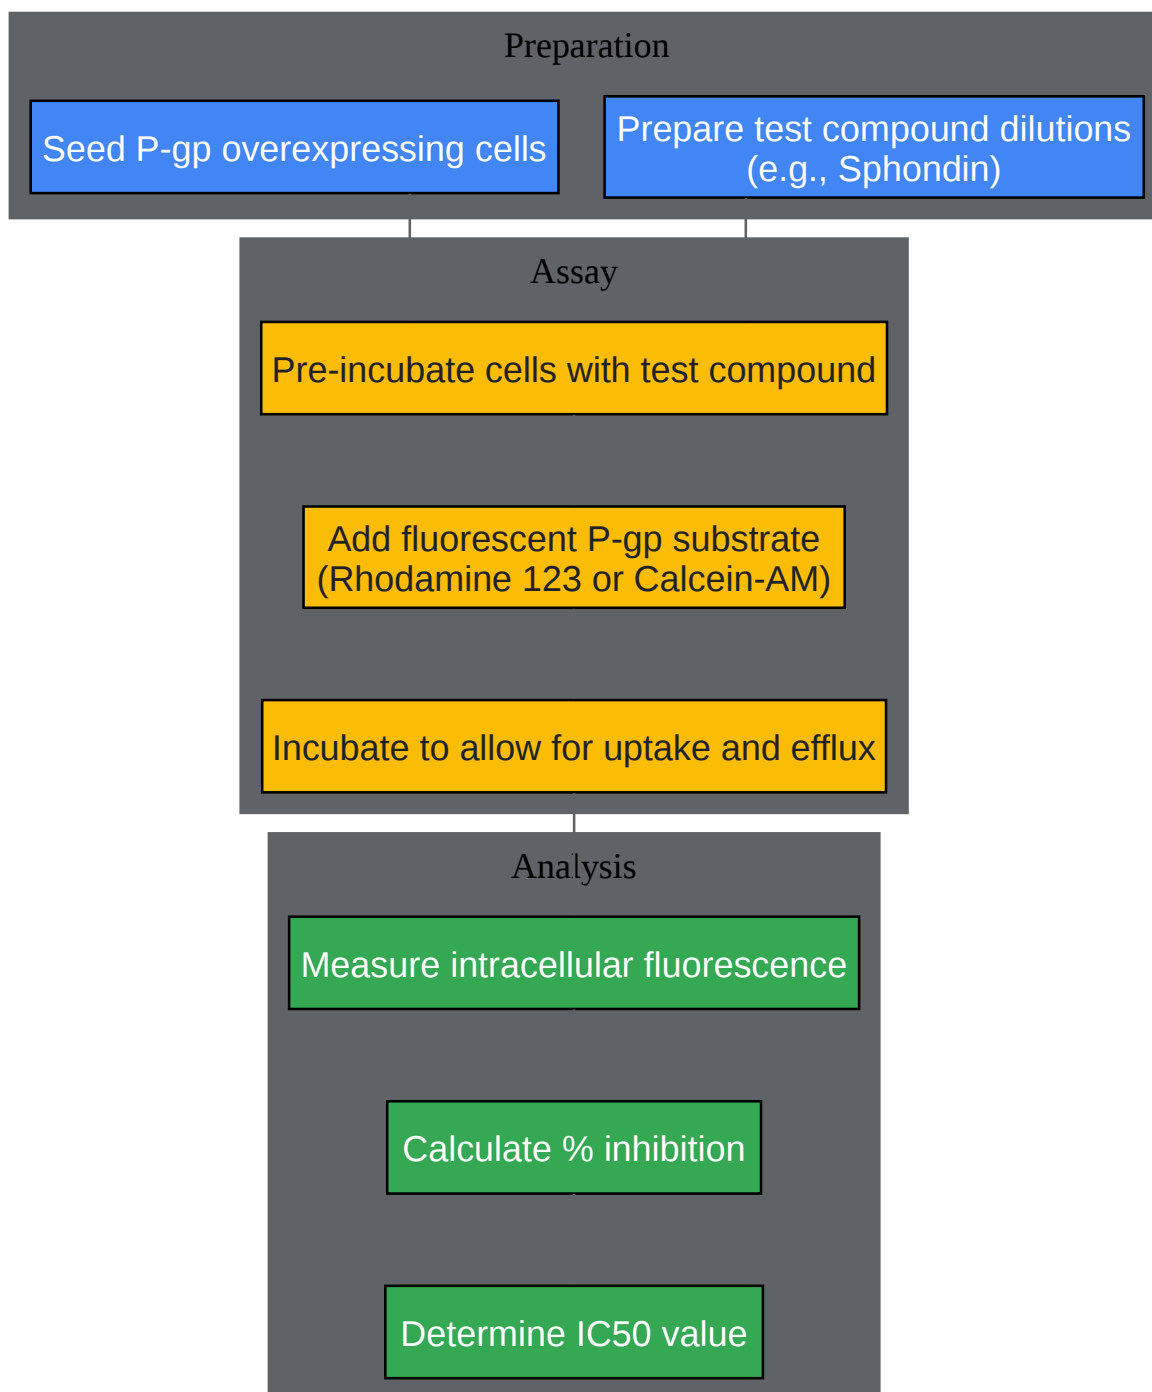 Preparation
Seed P-gp overexpressing cells
Prepare test compound dilutions
(e.g., Sphondin)
Assay
Pre-incubate cells with test compound
Add fluorescent P-gp substrate
(Rhodamine 123 or Calcein-AM)
Incubate to allow for uptake and efflux
Analysis
Measure intracellular fluorescence
Calculate % inhibition
Determine IC50 value